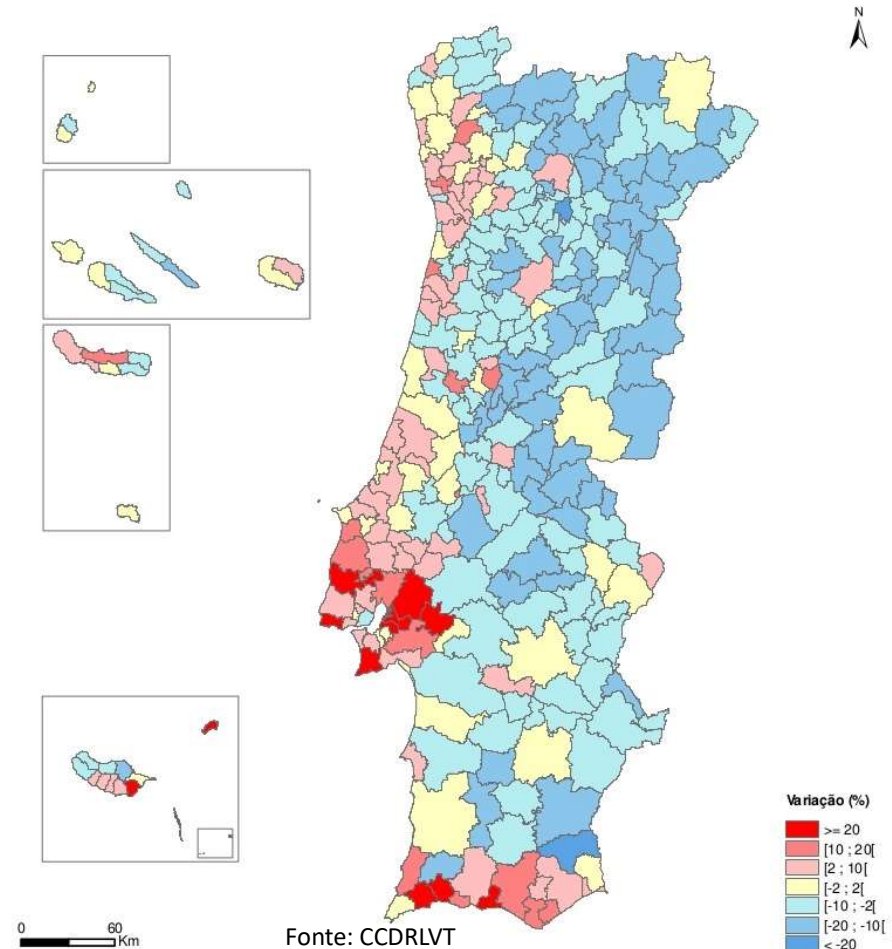 N
Variação (%)
>= 20
[10 ; 20[
[2 ; 10[
[-2 ; 2[
[-10 ; -2[
[-20 ; -10[
< -20
0 60
Km
Fonte: CCDRLVT